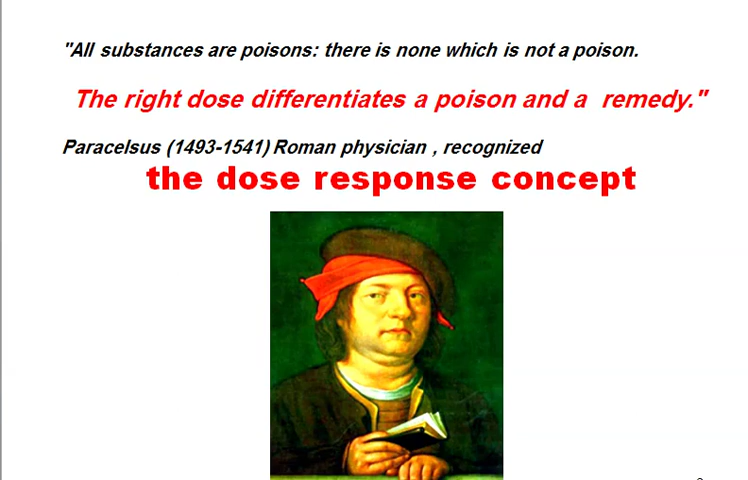 "All substances are poisons: there is none which is not a poison.
The right dose differentiates a poison and a remedy."
Paracelsus (1493-1541) Roman physician , recognized
the dose response concept